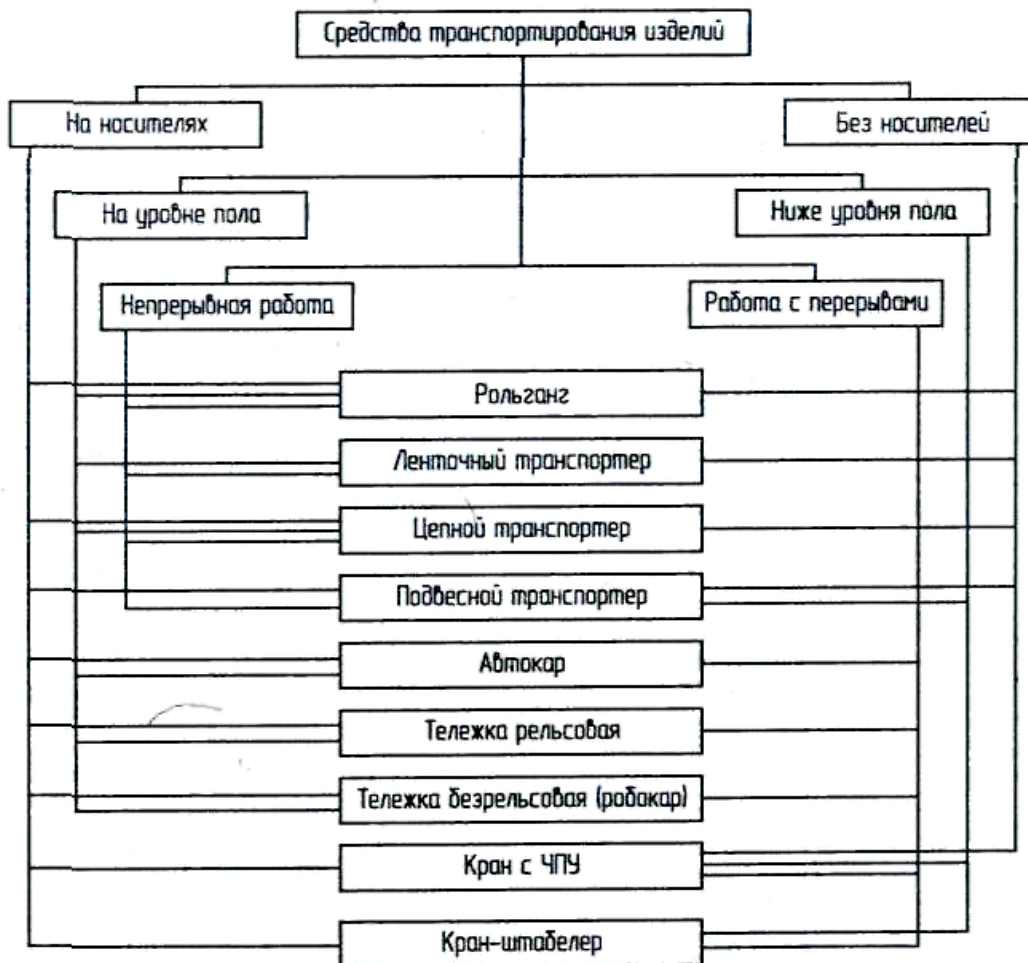 Средства транспортирования изделий
На носителях
Без носителей
На уровне пола
Ниже уровня пола
Непрерывная работа
Работа с перерывами
Рольганг
Ленточный транспортер
Цепной транспортер
Подвесной транспортер
Автокар
Тележка рельсовая
Тележка безрельсовая (робокар)
Кран с ЧПУ
Кран-штабелер